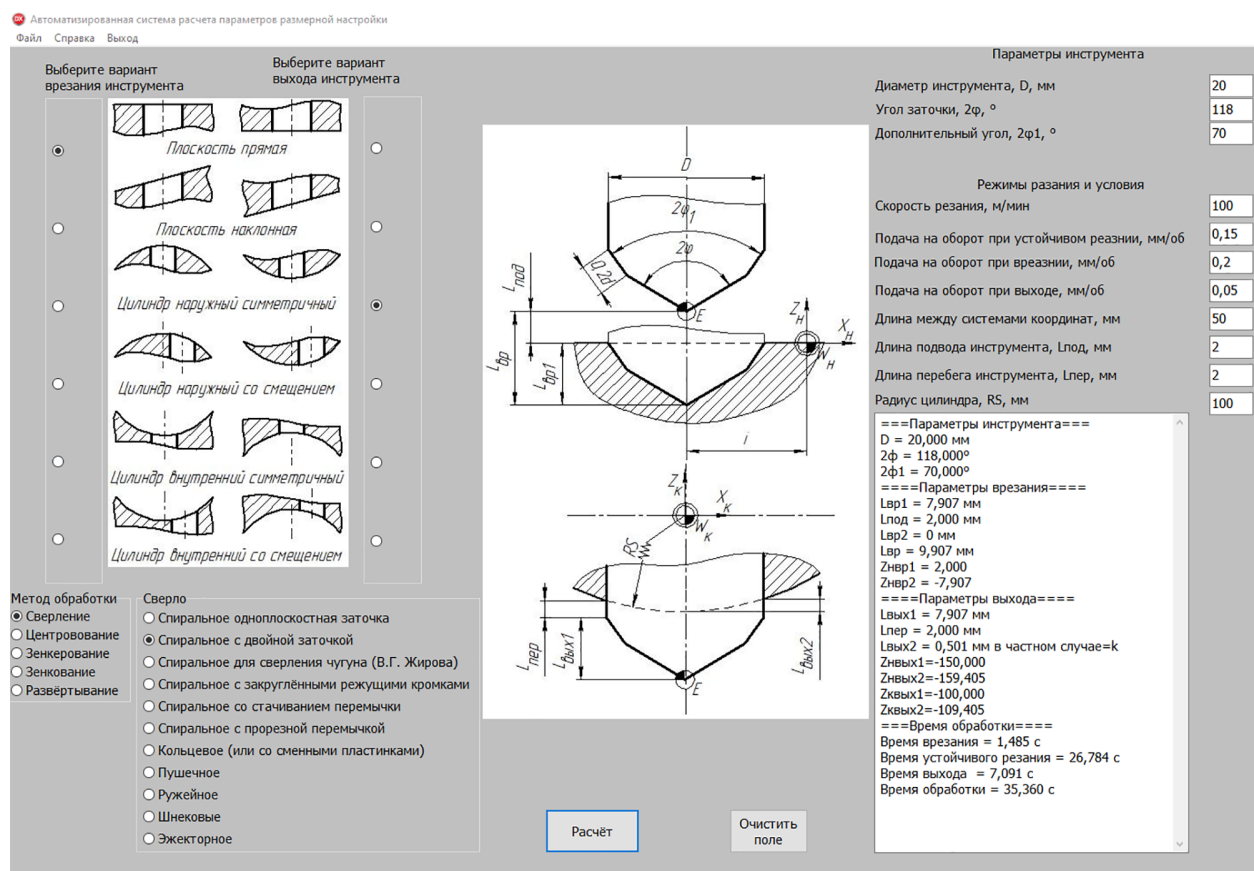 Автоматизированная система расчета параметров размерной настройки
Файл Справка Выход
Выберите вариант
врезания инструмента
Выберите вариант
выхода инструмента
Плоскость прямая
Плоскость наклонная
Цилиндр наружный симметричный
Цилиндр наружный со смещением
Цилиндр внутренний симметричный
Цилиндр внутренний со смещением
Метод обработки
Сверление
Центрование
Зенкерование
Зенкование
Развёртывание
Сверло
Спиральное одноплоскостная заточка
Спиральное с двойной заточкой
Спиральное для сверления чугуна (В.Г. Жирова)
Спиральное с закруглёнными режущими кромками
Спиральное со стачиванием перемычки
Спиральное с прорезной перемычкой
Кольцевое (или со сменными пластинками)
Пушечное
Ружейное
Шнековые
Эжекторное
D
2φ1
2φ
0,2d
Lпод
E
Zн
Xн
Wн
Lвр
Lвр1
i
Zк
Xк
Wк
RS
Lпер
Lвых1
Lвых2
E
Расчёт
Очистить
поле
Параметры инструмента
Диаметр инструмента, D, мм 20
Угол заточки, 2φ, ° 118
Дополнительный угол, 2φ1, ° 70
Режимы разания и условия
Скорость резания, м/мин 100
Подача на оборот при устойчивом реазнии, мм/об 0,15
Подача на оборот при вреазнии, мм/об 0,2
Подача на оборот при выходе, мм/об 0,05
Длина между системами координат, мм 50
Длина подвода инструмента, Lпод, мм 2
Длина перебега инструмента, Lпер, мм 2
Радиус цилиндра, RS, мм 100
===Параметры инструмента===
D = 20,000 мм
2ф = 118,000°
2ф1 = 70,000°
====Параметры врезания====
Lвр1 = 7,907 мм
Lпод = 2,000 мм
Lвр2 = 0 мм
Lвр = 9,907 мм
Zнвр1 = 2,000
Zнвр2 = -7,907
====Параметры выхода====
Lвых1 = 7,907 мм
Lпер = 2,000 мм
Lвых2 = 0,501 мм в частном случае=k
Zнвых1=-150,000
Zнвых2=-159,405
Zквых1=-100,000
Zквых2=-109,405
===Время обработки====
Время врезания = 1,485 с
Время устойчивого резания = 26,784 с
Время выхода = 7,091 с
Время обработки = 35,360 с